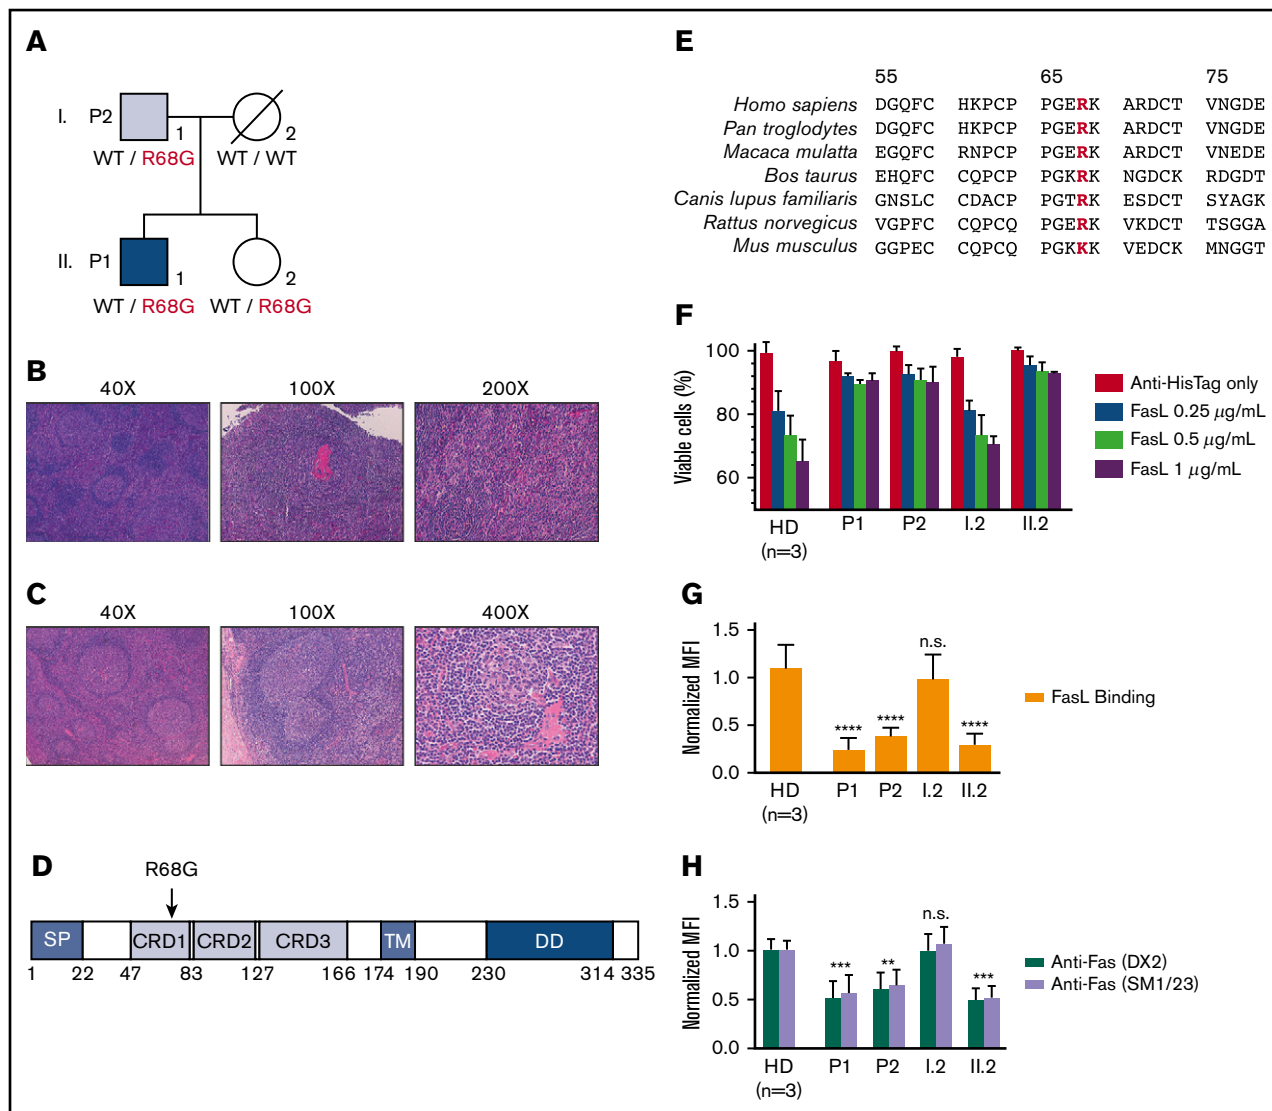 A
I. P2
1
2
WT / R68G WT / WT
II. P1
1
2
WT / R68G WT / R68G
B
40X 100X 200X
C
40X 100X 400X
D
R68G
SP CRD1 CRD2 CRD3 TM DD
1 22 47 83 127 166 174 190 230 314 335
E
55 65 75
Homo sapiens DGQFC HKPCP PGERK ARDCT VNGDE
Pan troglodytes DGQFC HKPCP PGERK ARDCT VNGDE
Macaca mulatta EGQFC RNPCP PGERK ARDCT VNEDE
Bos taurus EHQFC CQPCP PGKRK NGDCK RDGDT
Canis lupus familiaris GNSLC CDACP PGTRK ESDCT SYAGK
Rattus norvegicus VGPFC CQPCQ PGERK VKDCT TSGGA
Mus musculus GGPEC CQPCQ PGKKK VEDCK MNGGT
F
Viable cells (%)
100
80
60
HD P1 P2 I.2 II.2
(n=3)
Anti-HisTag only
FasL 0.25 µg/mL
FasL 0.5 µg/mL
FasL 1 µg/mL
G
Normalized MFI
1.5
1.0
0.5
0.0
**** **** n.s. ****
HD P1 P2 I.2 II.2
(n=3)
FasL Binding
H
Normalized MFI
1.5
1.0
0.5
0.0
*** ** n.s. ***
HD P1 P2 I.2 II.2
(n=3)
Anti-Fas (DX2)
Anti-Fas (SM1/23)